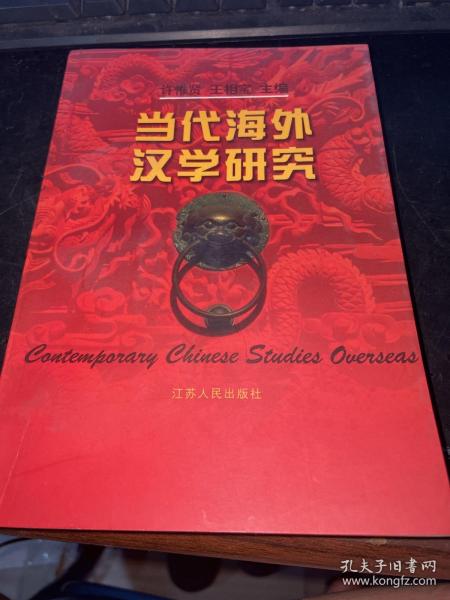 许惟贤 王相宝 主编
当代海外
汉学研究
Contemporary Chinese Studies Overseas
江苏人民出版社
孔夫子旧书网
www.kongfz.com